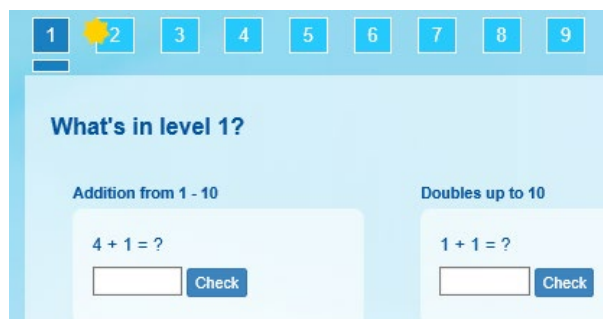 1 2 3 4 5 6 7 8 9
What's in level 1?
Addition from 1 - 10
Doubles up to 10
4 + 1 = ?
1 + 1 = ?
Check
Check